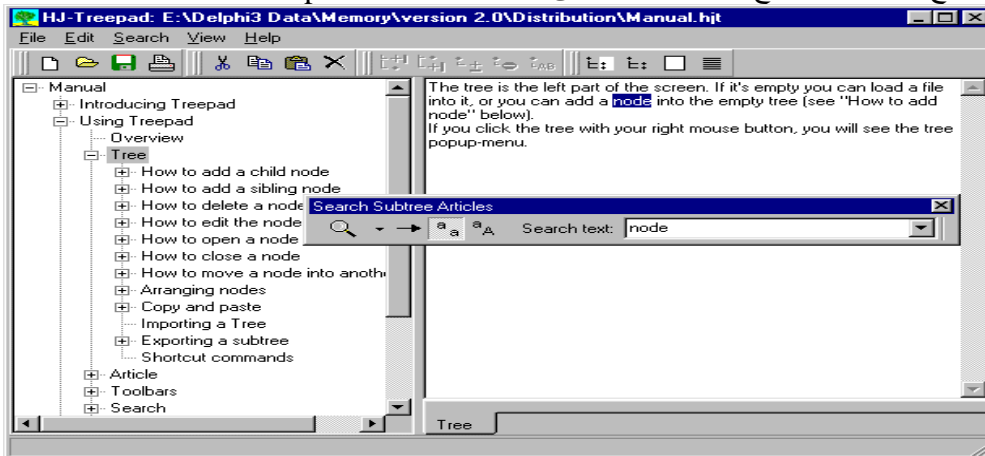 HJ-Treepad: E:\Delphi3 Data\Memory\version 2.0\Distribution\Manual.hjt
File Edit Search View Help
Manual
Introducing Treepad
Using Treepad
Overview
Tree
How to add a child node
How to add a sibling node
How to delete a node
How to edit the node
How to open a node
How to close a node
How to move a node into anoth
Arranging nodes
Copy and paste
Importing a Tree
Exporting a subtree
Shortcut commands
Article
Toolbars
Search
The tree is the left part of the screen. If it's empty you can load a file
into it, or you can add a node into the empty tree (see "How to add
node" below).
If you click the tree with your right mouse button, you will see the tree
popup-menu.
Search Subtree Articles
a a a A Search text: node
Tree